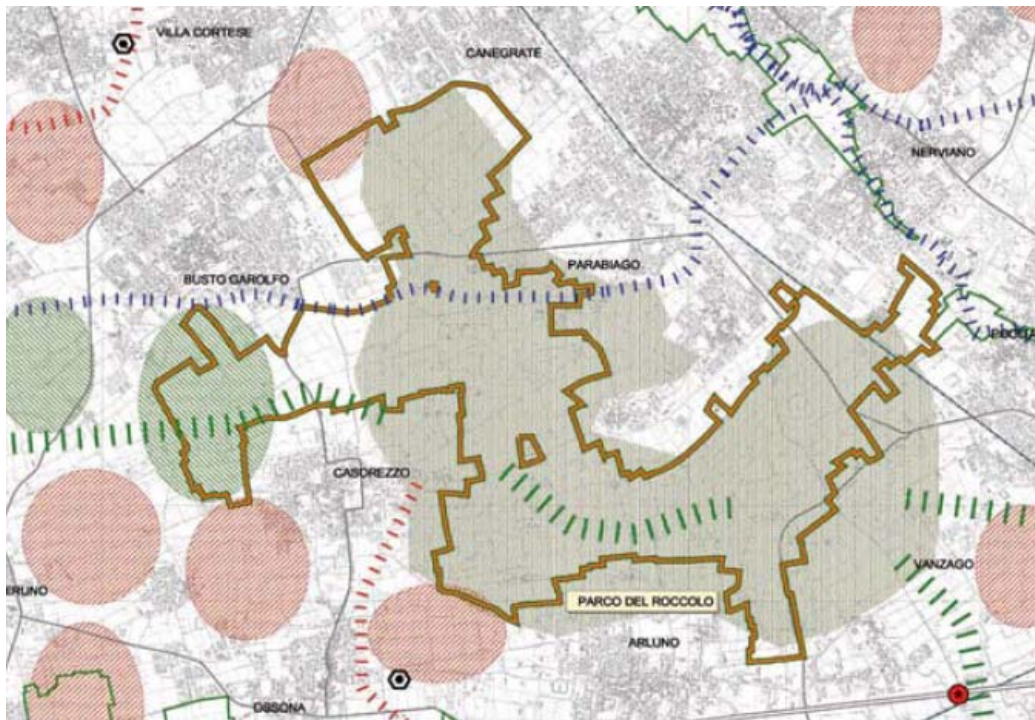 VILLA CORTESE
CANEGRATE
NERVIANO
PARABIAGO
BUSTO GAROLFO
CASOREZZO
VANZAGO
PARCO DEL ROCCOLO
ARLUNO
OSSONA